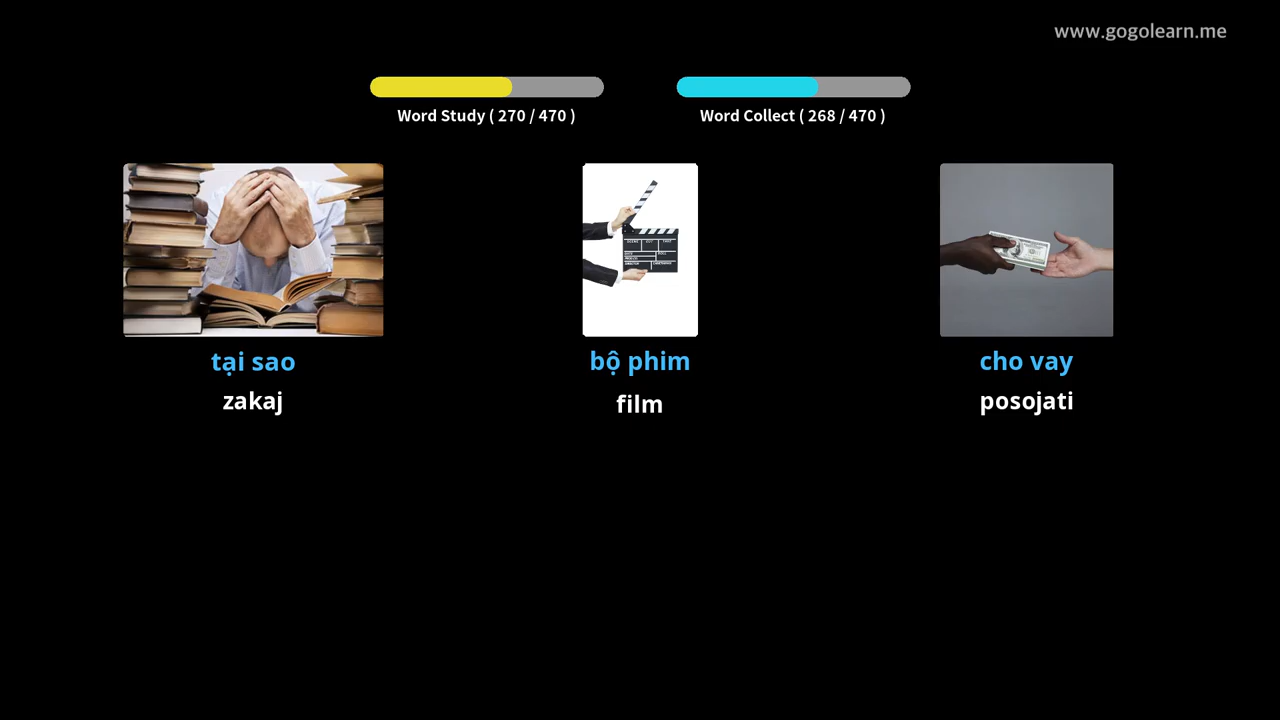 www.gogolearn.me
Word Study ( 270 / 470 )
Word Collect ( 268 / 470 )
tại sao
zakaj
bộ phim
film
cho vay
posojati